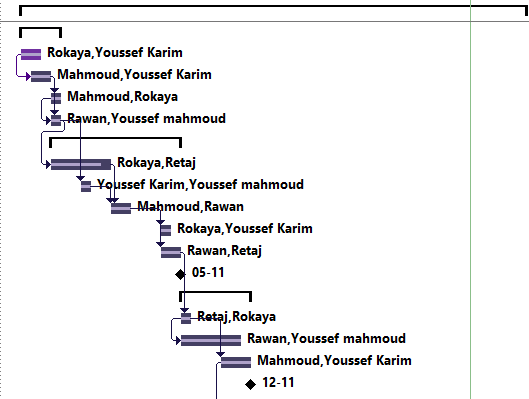 Rokaya,Youssef Karim
Mahmoud,Youssef Karim
Mahmoud,Rokaya
Rawan,Youssef mahmoud
Rokaya,Retaj
Youssef Karim,Youssef mahmoud
Mahmoud,Rawan
Rokaya,Youssef Karim
Rawan,Retaj
05-11
Retaj,Rokaya
Rawan,Youssef mahmoud
Mahmoud,Youssef Karim
12-11